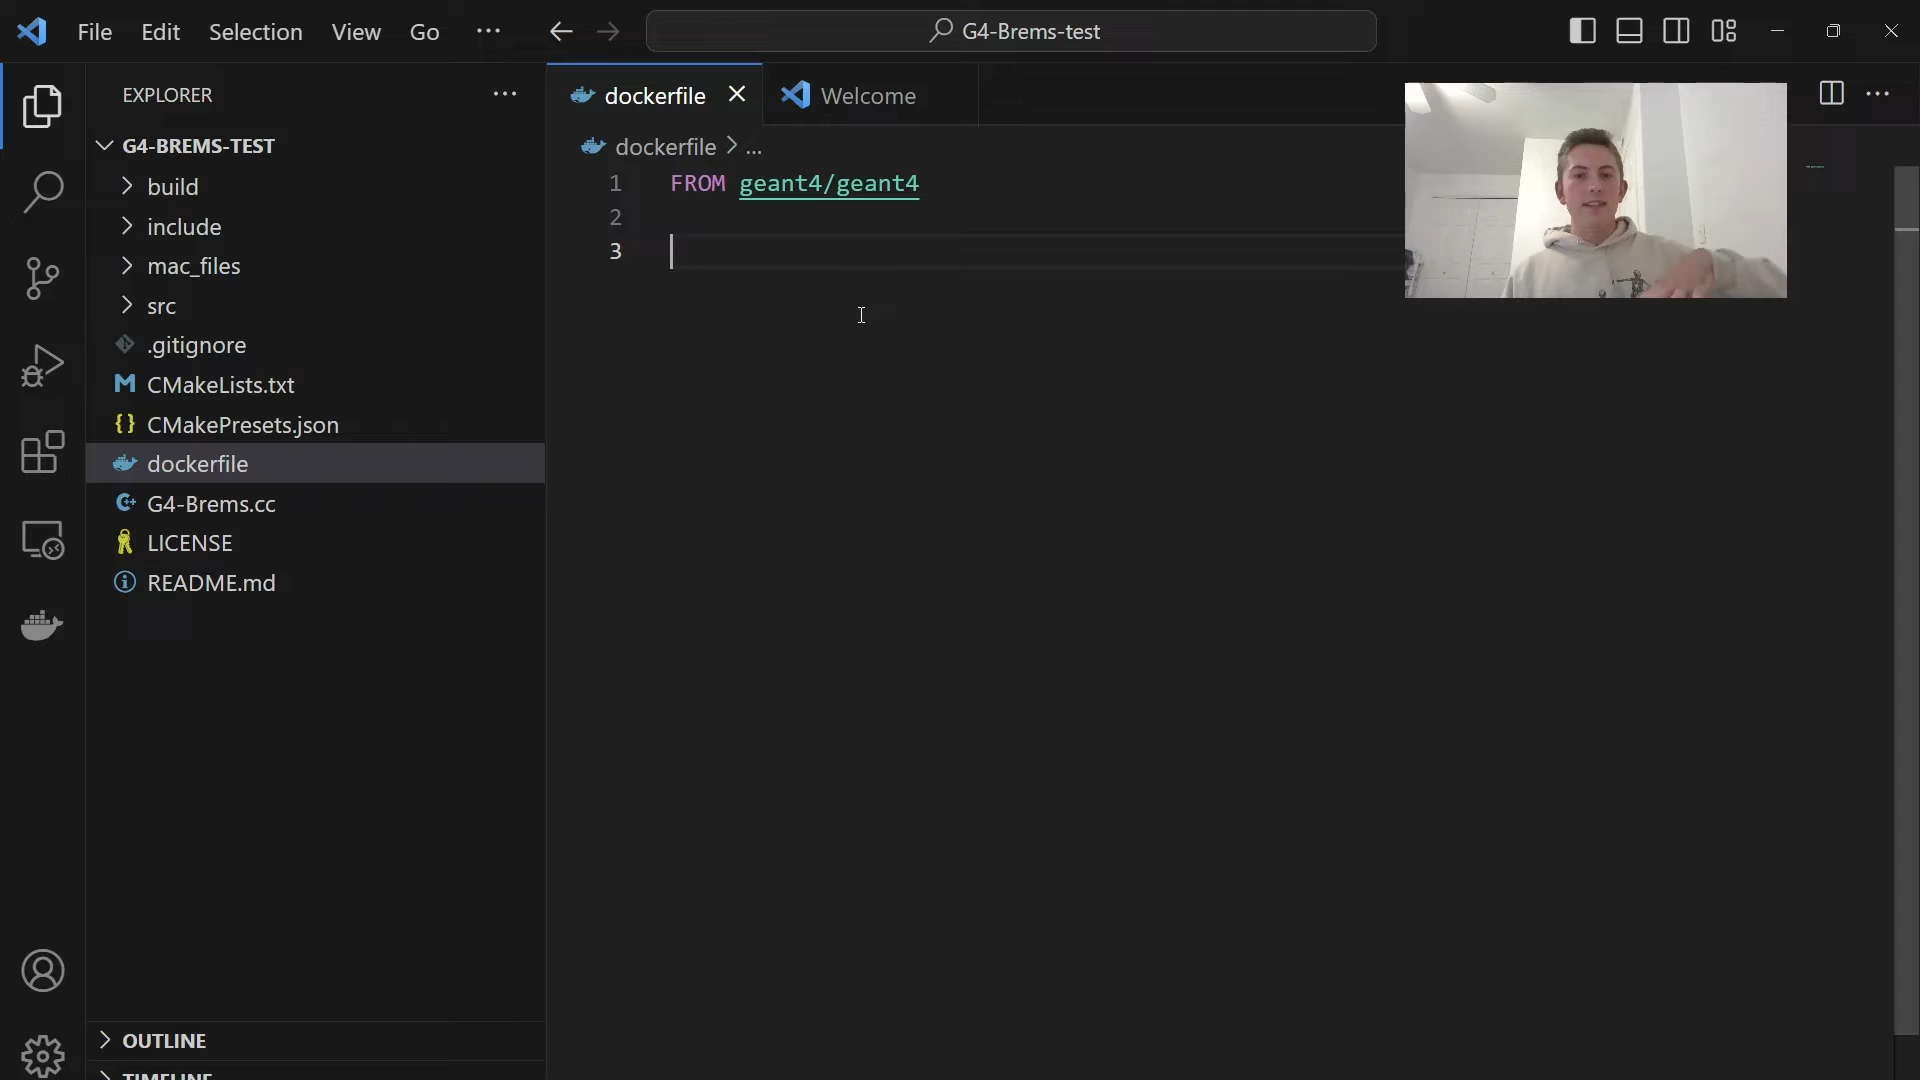 File Edit Selection View Go ···
G4-Brems-test
EXPLORER
G4-BREMS-TEST
build
include
mac_files
src
.gitignore
CMakeLists.txt
CMakePresets.json
dockerfile
G4-Brems.cc
LICENSE
README.md
OUTLINE
TIMELINE
dockerfile Welcome
dockerfile > ...
1 FROM geant4/geant4
2
3